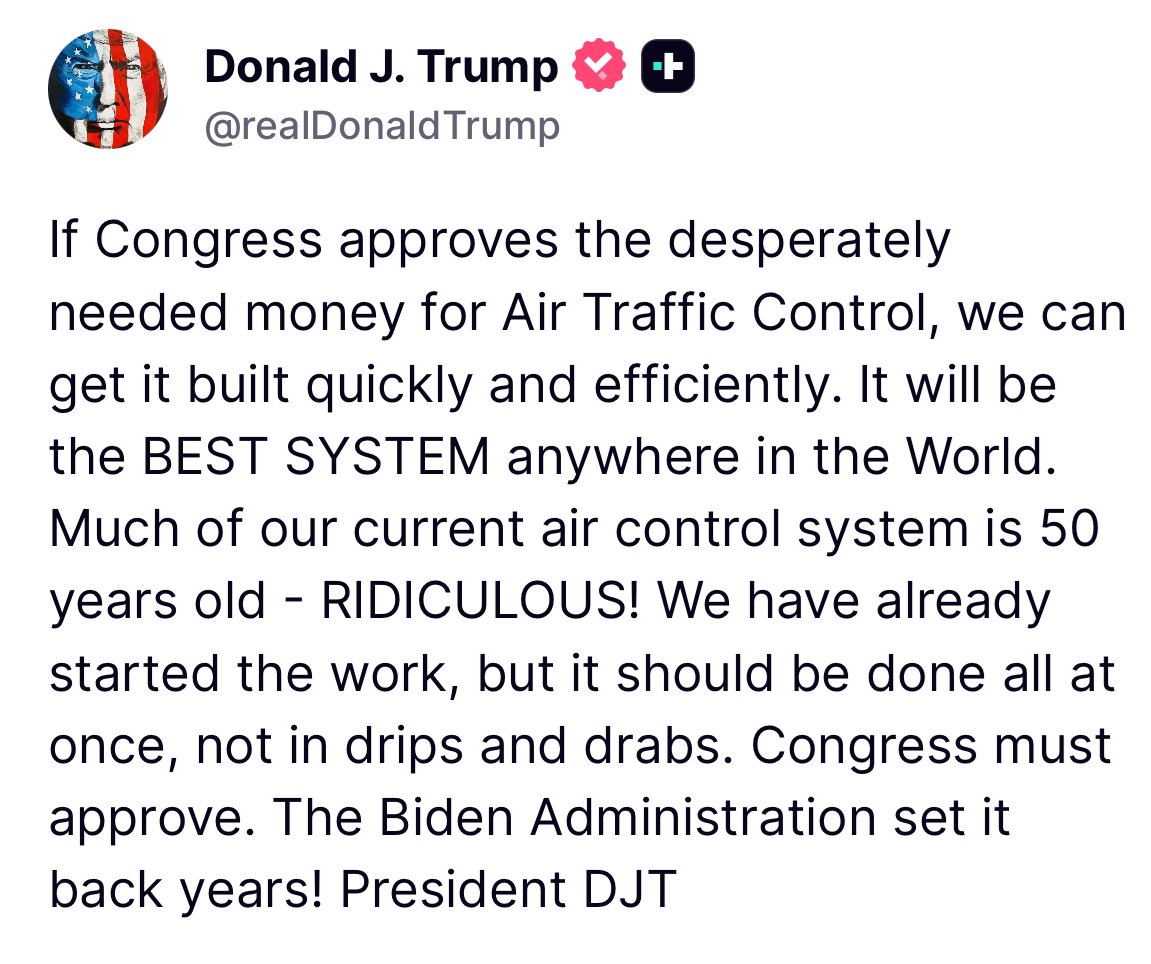 Donald J. Trump
@realDonaldTrump
If Congress approves the desperately
needed money for Air Traffic Control, we can
get it built quickly and efficiently. It will be
the BEST SYSTEM anywhere in the World.
Much of our current air control system is 50
years old - RIDICULOUS! We have already
started the work, but it should be done all at
once, not in drips and drabs. Congress must
approve. The Biden Administration set it
back years! President DJT